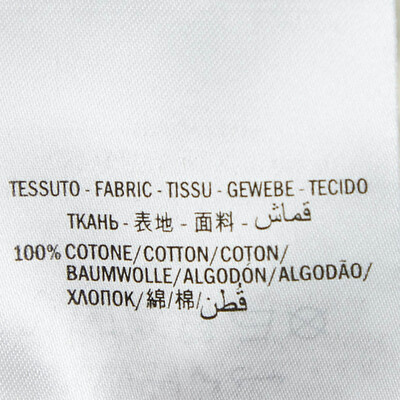 TESSUTO - FABRIC - TISSU - GEWEBE - TECIDO
ТКАНЬ - 表地 - 面料 - قماش
100% COTONE/COTTON/COTON/
BAUMWOLLE/ALGODÓN/ALGODÃO/
ХЛОПОК/綿/棉/قُطن